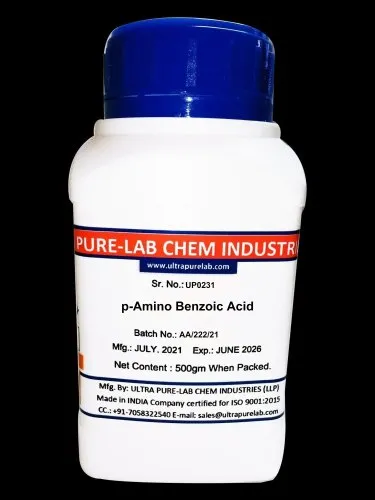 PURE-LAB CHEM INDUSTRI
www.ultrapurelab.com
Sr. No.: UP0231
p-Amino Benzoic Acid
Batch No.: AA/222/21
Mfg.: JULY. 2021 Exp.: JUNE 2026
Net Content : 500gm When Packed.
Mfg. By: ULTRA PURE-LAB CHEM INDUSTRIES (LLP)
Made in INDIA Company certified for ISO 9001:2015
CC.: +91-7058322540 E-mail: sales@ultrapurelab.com